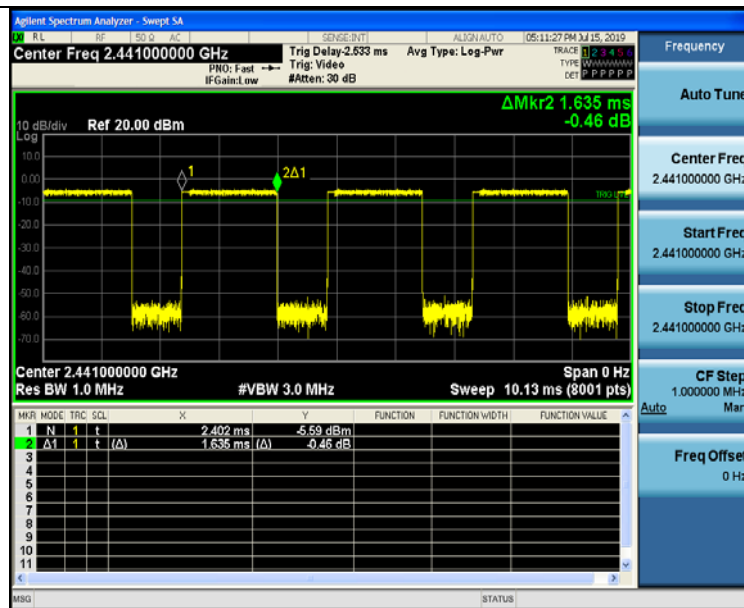 Agilent Spectrum Analyzer - Swept SA
LXI RL RF 50 Ω AC SENSE:INT ALIGN AUTO 05:11:27 PM Jul 15, 2019
Center Freq 2.441000000 GHz
PNO: Fast
IFGain:Low
Trig Delay-2.533 ms
Trig: Video
#Atten: 30 dB
Avg Type: Log-Pwr
TRACE 1 2 3 4 5 6
TYPE WWWWWW
DET P P P P P P
ΔMkr2 1.635 ms
-0.46 dB
10 dB/div Ref 20.00 dBm
Log
10.0
0.00
-10.0
-20.0
-30.0
-40.0
-50.0
-60.0
-70.0
1
2Δ1
TRIG LVL
Center 2.441000000 GHz Span 0 Hz
Res BW 1.0 MHz #VBW 3.0 MHz Sweep 10.13 ms (8001 pts)
MKR MODE TRC SCL X Y FUNCTION FUNCTION WIDTH FUNCTION VALUE
1 N 1 t 2.402 ms -5.59 dBm
2 Δ1 1 t (Δ) 1.635 ms (Δ) -0.46 dB
3
4
5
6
7
8
9
10
11
MSG STATUS
Frequency
Auto Tune
Center Freq
2.441000000 GHz
Start Freq
2.441000000 GHz
Stop Freq
2.441000000 GHz
CF Step
1.000000 MHz
Auto Man
Freq Offset
0 Hz